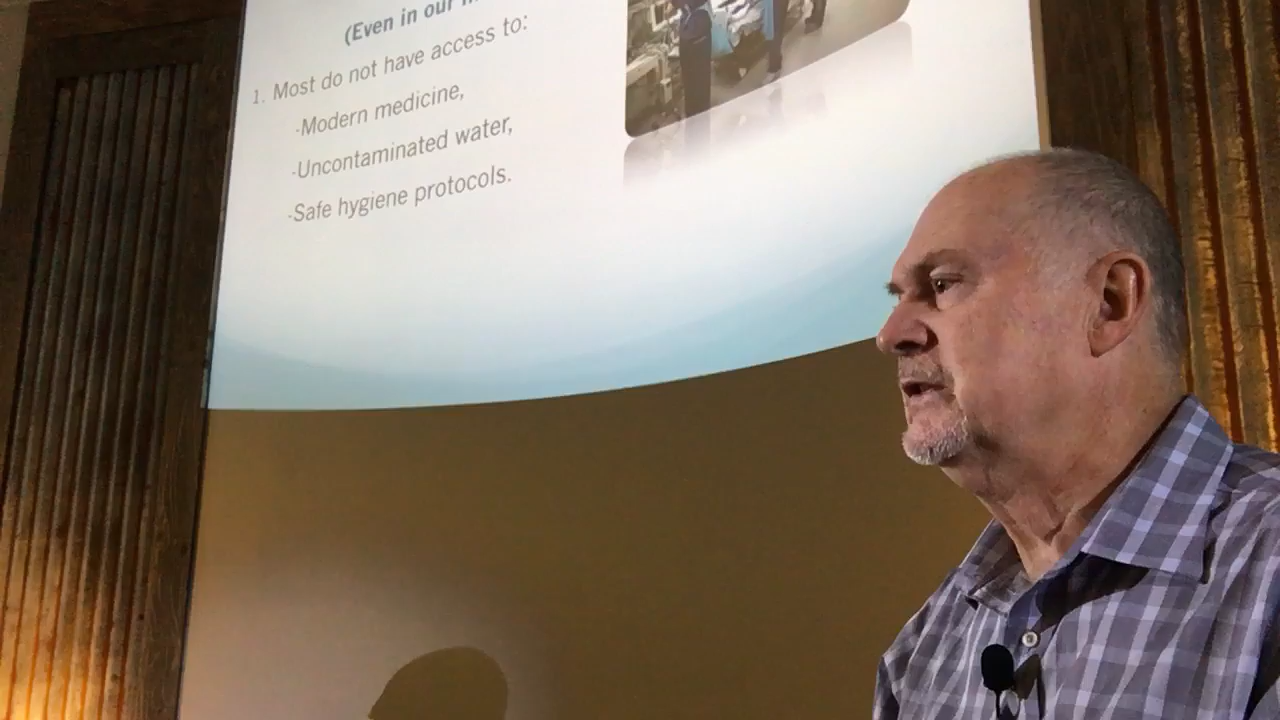 (Even in our
1. Most do not have access to:
-Modern medicine,
-Uncontaminated water,
-Safe hygiene protocols.